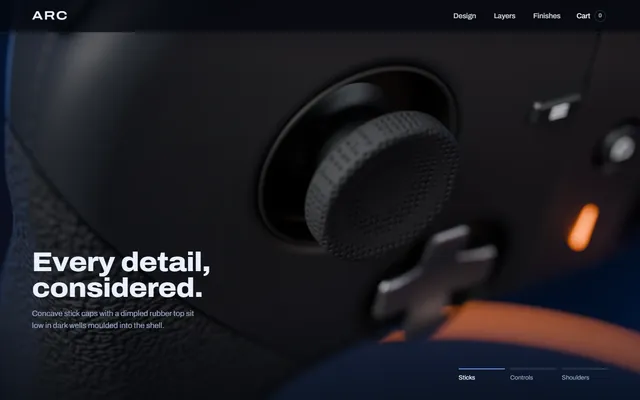 ARC
Design
Layers
Finishes
Cart 0
Every detail,
considered.
Concave stick caps with a dimpled rubber top sit
low in dark wells moulded into the shell.
Sticks
Controls
Shoulders